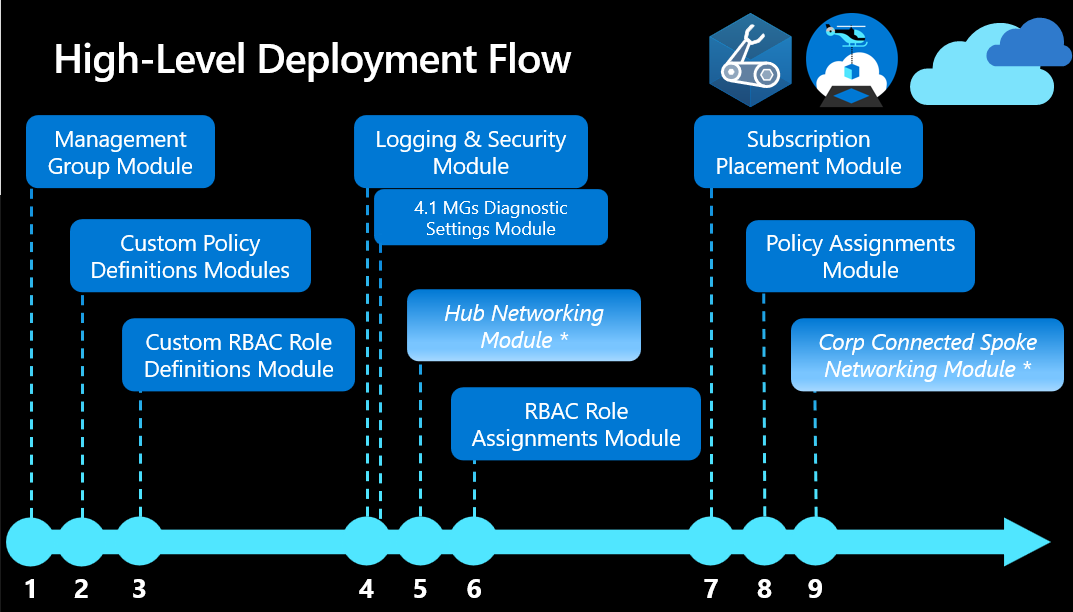 High-Level Deployment Flow
Management
Group Module
Custom Policy
Definitions Modules
Custom RBAC Role
Definitions Module
Logging & Security
Module
4.1 MGs Diagnostic
Settings Module
Hub Networking
Module *
RBAC Role
Assignments Module
Subscription
Placement Module
Policy Assignments
Module
Corp Connected Spoke
Networking Module *
1 2 3 4 5 6 7 8 9